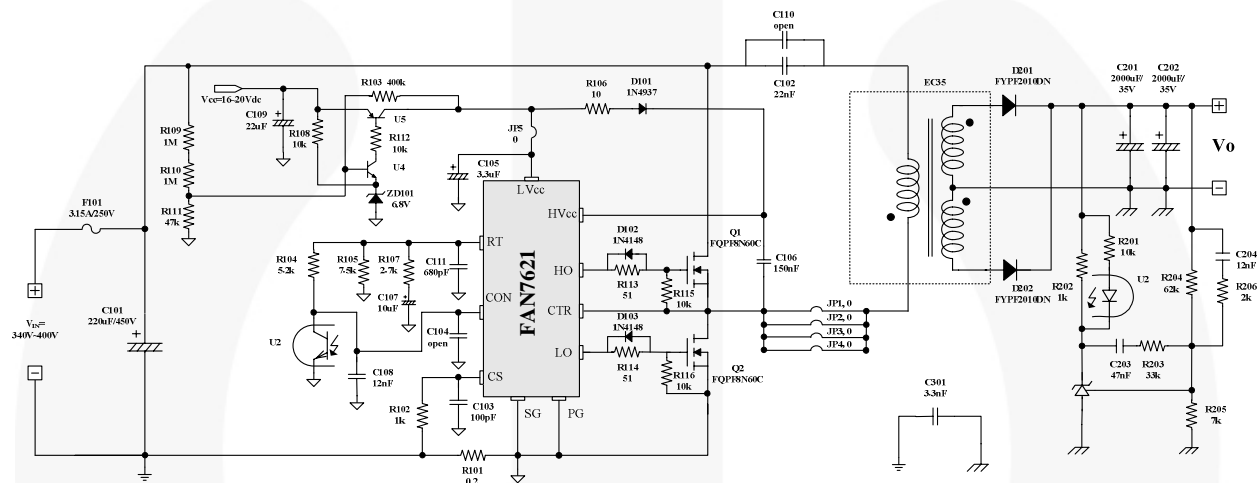 C110
open
C102
22nF
R103 400k
Vcc=16-20Vdc
C109
22uF
R108
10k
U5
R112
10k
U4
ZD101
6.8V
R106
10
D101
1N4937
JP5
0
C105
3.3uF
EC35
D201
FYPF2010DN
C201
2000uF/
35V
C202
2000uF/
35V
+
Vo
-
R109
1M
R110
1M
R111
47k
F101
3.15A/250V
+
V_IN=
340V~400V
-
C101
220uF/450V
LVcc
HVcc
RT
HO
CON
CTR
LO
CS
SG
PG
FAN7621
R104
5.2k
R105
7.5k
R107
2.7k
C111
680pF
C107
10uF
C104
open
U2
C108
12nF
R102
1k
C103
100pF
R101
0.2
D102
1N4148
R113
51
R115
10k
Q1
FQPF8N60C
D103
1N4148
R114
51
R116
10k
Q2
FQPF8N60C
C106
150nF
JP1, 0
JP2, 0
JP3, 0
JP4, 0
D202
FYPF2010DN
R202
1k
R201
10k
U2
R204
62k
C204
12nF
R206
2k
C203
47nF
R203
33k
R205
7k
C301
3.3nF